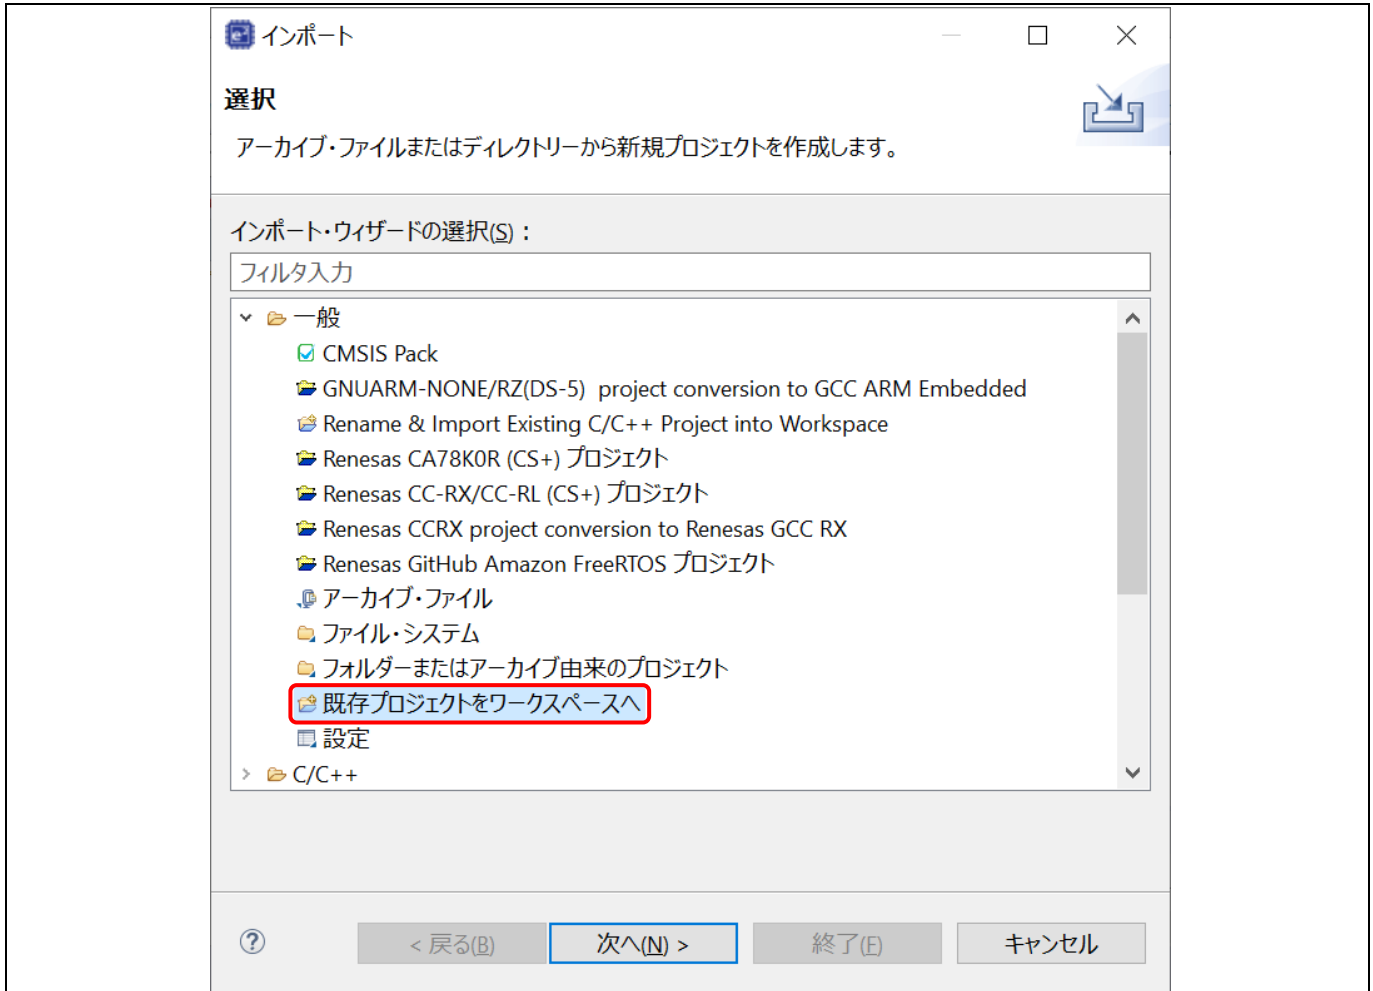 インポート
選択
アーカイブ・ファイルまたはディレクトリーから新規プロジェクトを作成します。
インポート・ウィザードの選択(S)：
フィルタ入力
一般
CMSIS Pack
GNUARM-NONE/RZ(DS-5)  project conversion to GCC ARM Embedded
Rename & Import Existing C/C++ Project into Workspace
Renesas CA78K0R (CS+) プロジェクト
Renesas CC-RX/CC-RL (CS+) プロジェクト
Renesas CCRX project conversion to Renesas GCC RX
Renesas GitHub Amazon FreeRTOS プロジェクト
アーカイブ・ファイル
ファイル・システム
フォルダーまたはアーカイブ由来のプロジェクト
既存プロジェクトをワークスペースへ
設定
C/C++
< 戻る(B) 次へ(N) > 終了(F) キャンセル